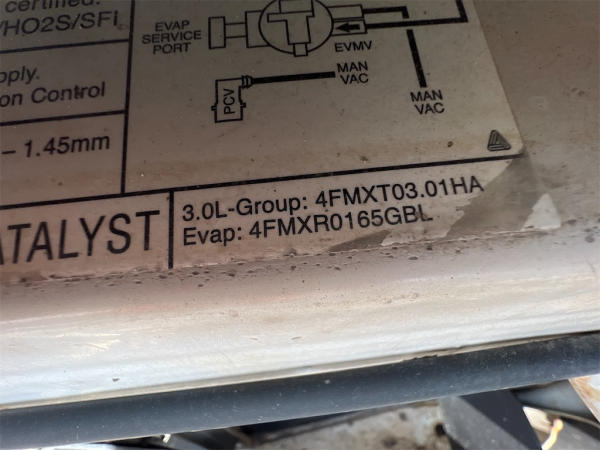 certified.
/HO2S/SFI
pply.
on Control
– 1.45mm
EVAP
SERVICE
PORT
EVMV
PCV
MAN
VAC
MAN
VAC
ATALYST
3.0L-Group: 4FMXT03.01HA
Evap: 4FMXR0165GBL